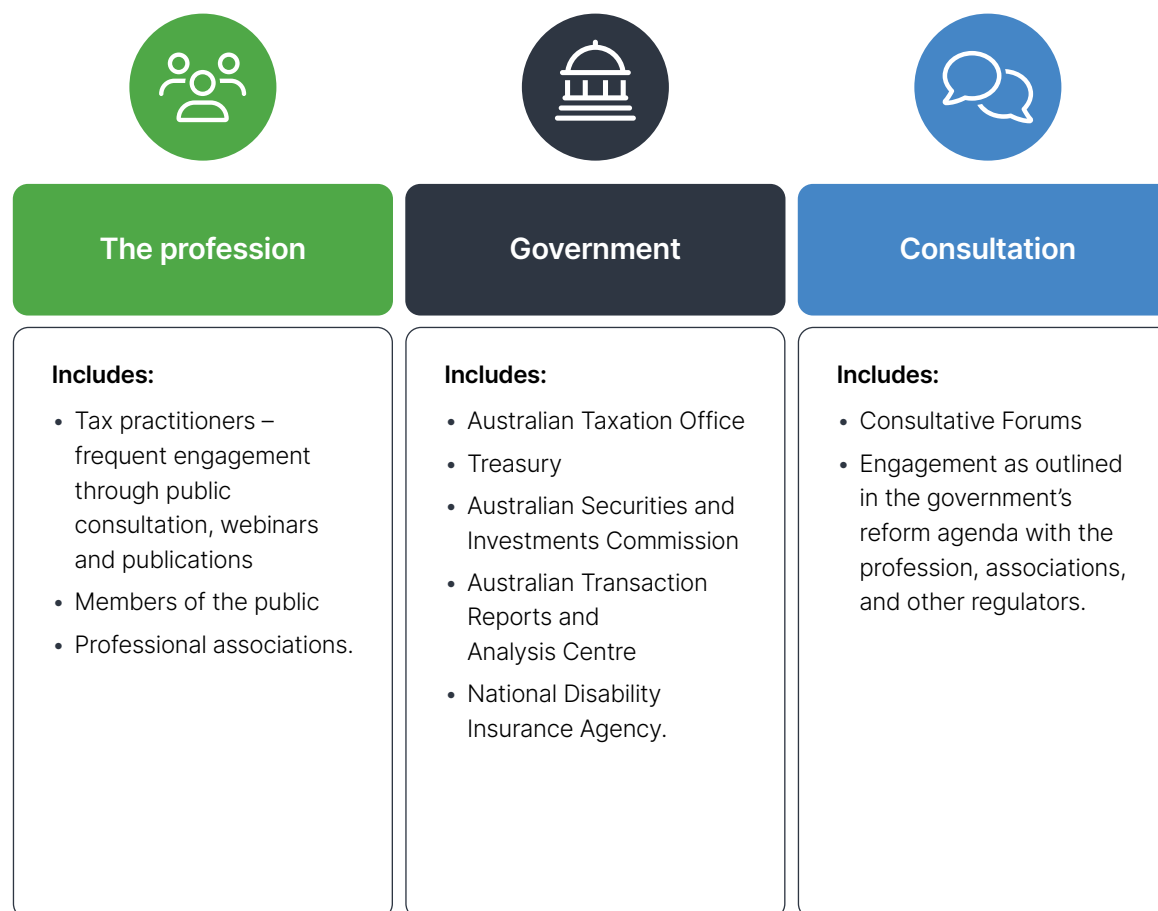 The profession
Includes:
• Tax practitioners –
frequent engagement
through public
consultation, webinars
and publications
• Members of the public
• Professional associations.
Government
Includes:
• Australian Taxation Office
• Treasury
• Australian Securities and
Investments Commission
• Australian Transaction
Reports and
Analysis Centre
• National Disability
Insurance Agency.
Consultation
Includes:
• Consultative Forums
• Engagement as outlined
in the government’s
reform agenda with the
profession, associations,
and other regulators.